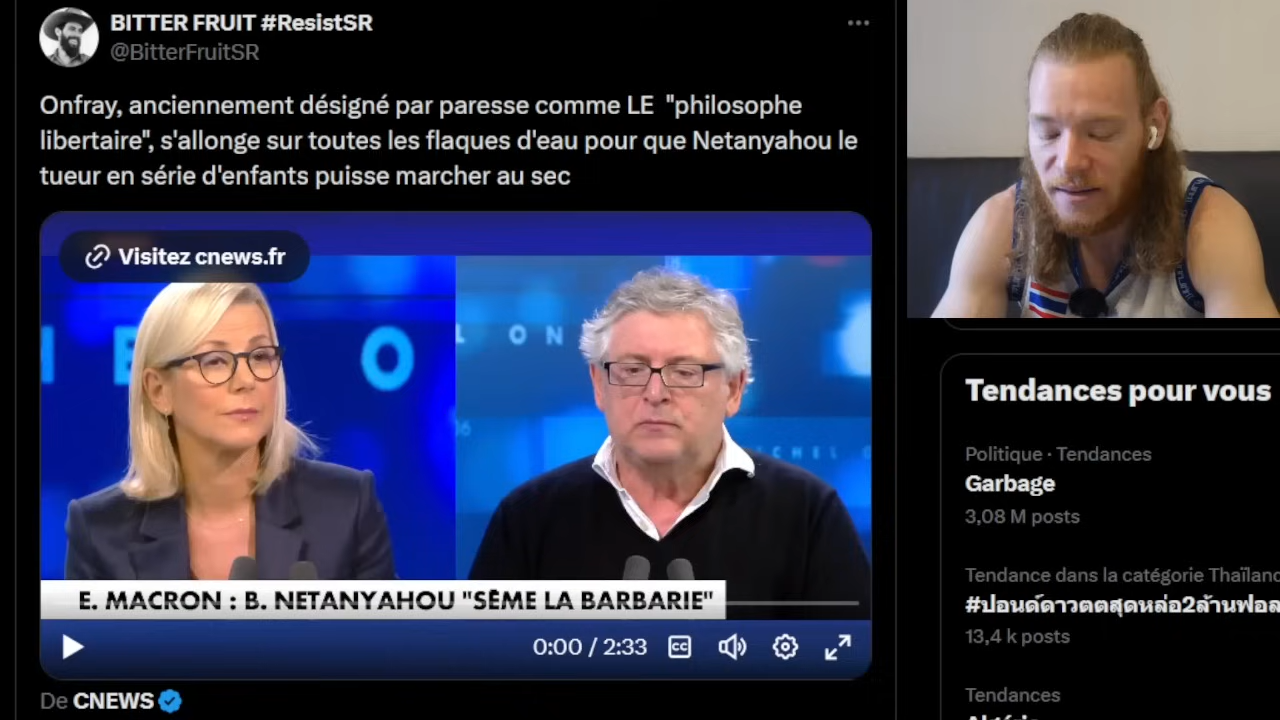 BITTER FRUIT #ResistSR
@BitterFruitSR
Onfray, anciennement désigné par paresse comme LE "philosophe
libertaire", s'allonge sur toutes les flaques d'eau pour que Netanyahou le
tueur en série d'enfants puisse marcher au sec
Visitez cnews.fr
E. MACRON : B. NETANYAHOU "SÈME LA BARBARIE"
0:00 / 2:33
CC
De CNEWS
Tendances pour vous
Politique · Tendances
Garbage
3,08 M posts
Tendance dans la catégorie
13,4 k posts
Tendances